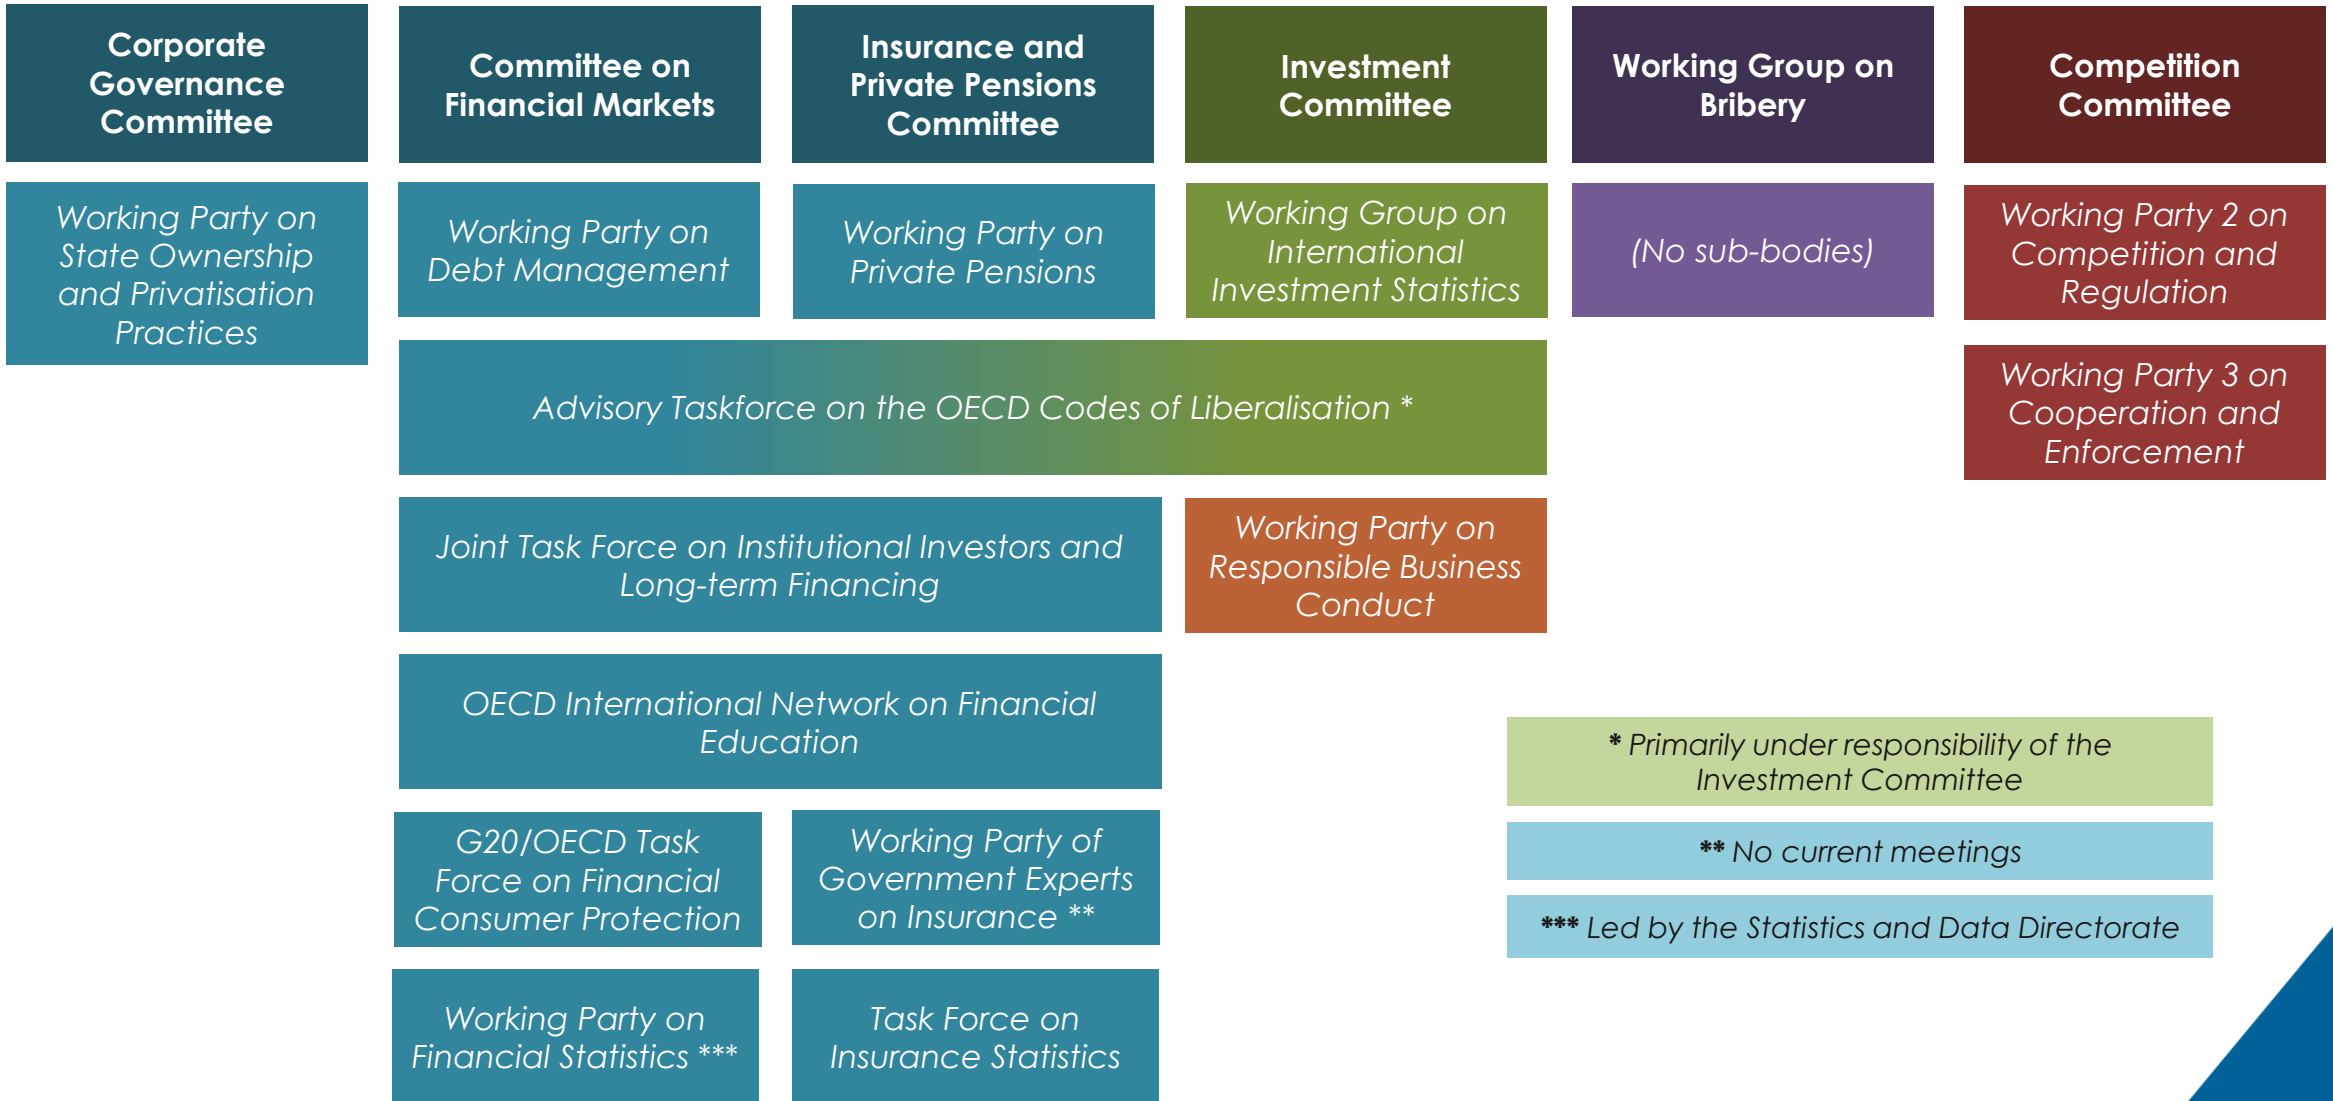 Corporate
Governance
Committee
Committee on
Financial Markets
Insurance and
Private Pensions
Committee
Investment
Committee
Working Group on
Bribery
Competition
Committee
Working Party on
State Ownership
and Privatisation
Practices
Working Party on
Debt Management
Working Party on
Private Pensions
Working Group on
International
Investment Statistics
(No sub-bodies)
Working Party 2 on
Competition and
Regulation
Advisory Taskforce on the OECD Codes of Liberalisation *
Working Party 3 on
Cooperation and
Enforcement
Joint Task Force on Institutional Investors and
Long-term Financing
Working Party on
Responsible Business
Conduct
OECD International Network on Financial
Education
* Primarily under responsibility of the
Investment Committee
G20/OECD Task
Force on Financial
Consumer Protection
Working Party of
Government Experts
on Insurance **
** No current meetings
*** Led by the Statistics and Data Directorate
Working Party on
Financial Statistics ***
Task Force on
Insurance Statistics